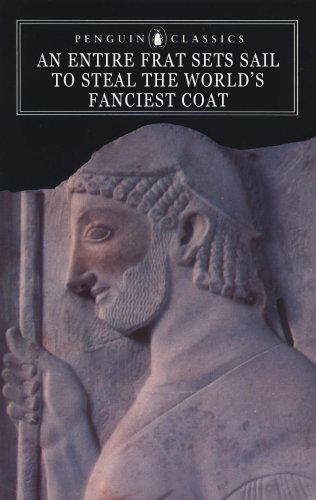 PENGUIN CLASSICS
AN ENTIRE FRAT SETS SAIL
TO STEAL THE WORLD'S
FANCIEST COAT